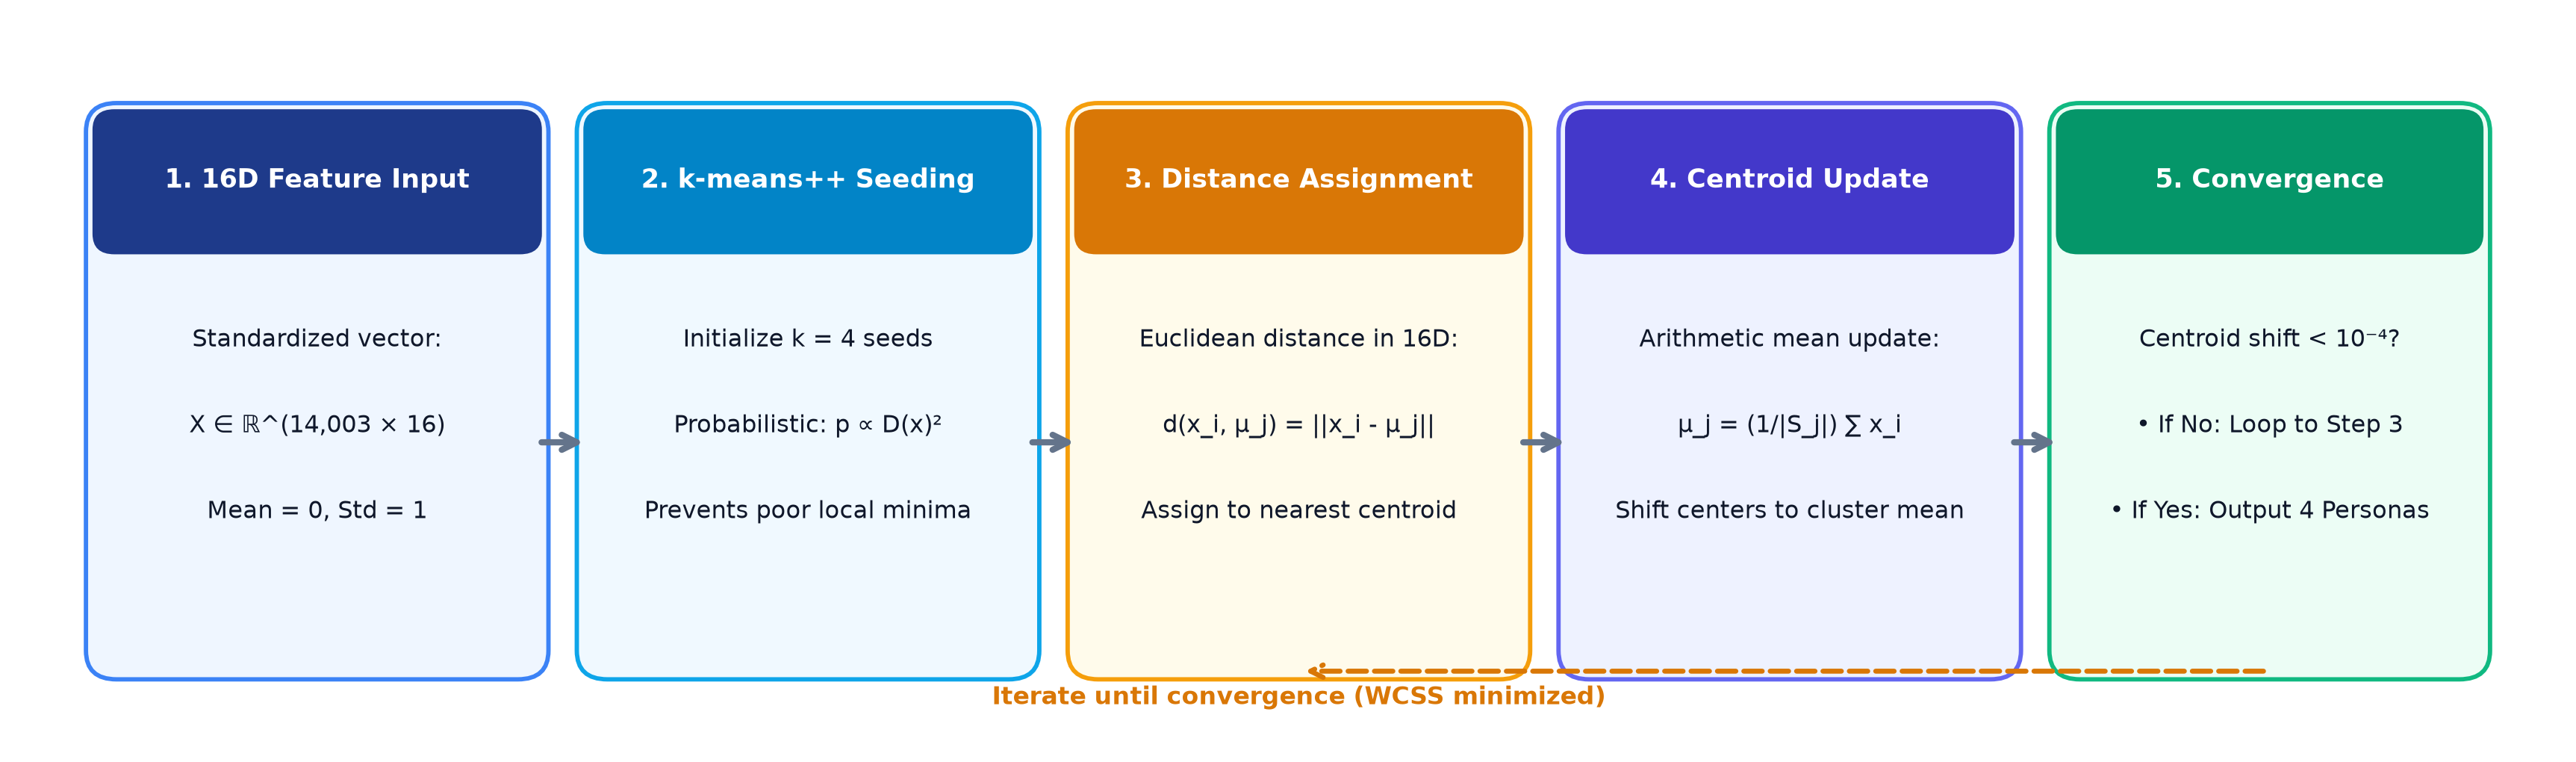 1. 16D Feature Input
Standardized vector:
X ∈ ℝ^(14,003 × 16)
Mean = 0, Std = 1
2. k-means++ Seeding
Initialize k = 4 seeds
Probabilistic: p ∝ D(x)²
Prevents poor local minima
3. Distance Assignment
Euclidean distance in 16D:
d(x_i, μ_j) = ||x_i - μ_j||
Assign to nearest centroid
4. Centroid Update
Arithmetic mean update:
μ_j = (1/|S_j|) ∑ x_i
Shift centers to cluster mean
5. Convergence
Centroid shift < 10⁻⁴?
• If No: Loop to Step 3
• If Yes: Output 4 Personas
Iterate until convergence (WCSS minimized)